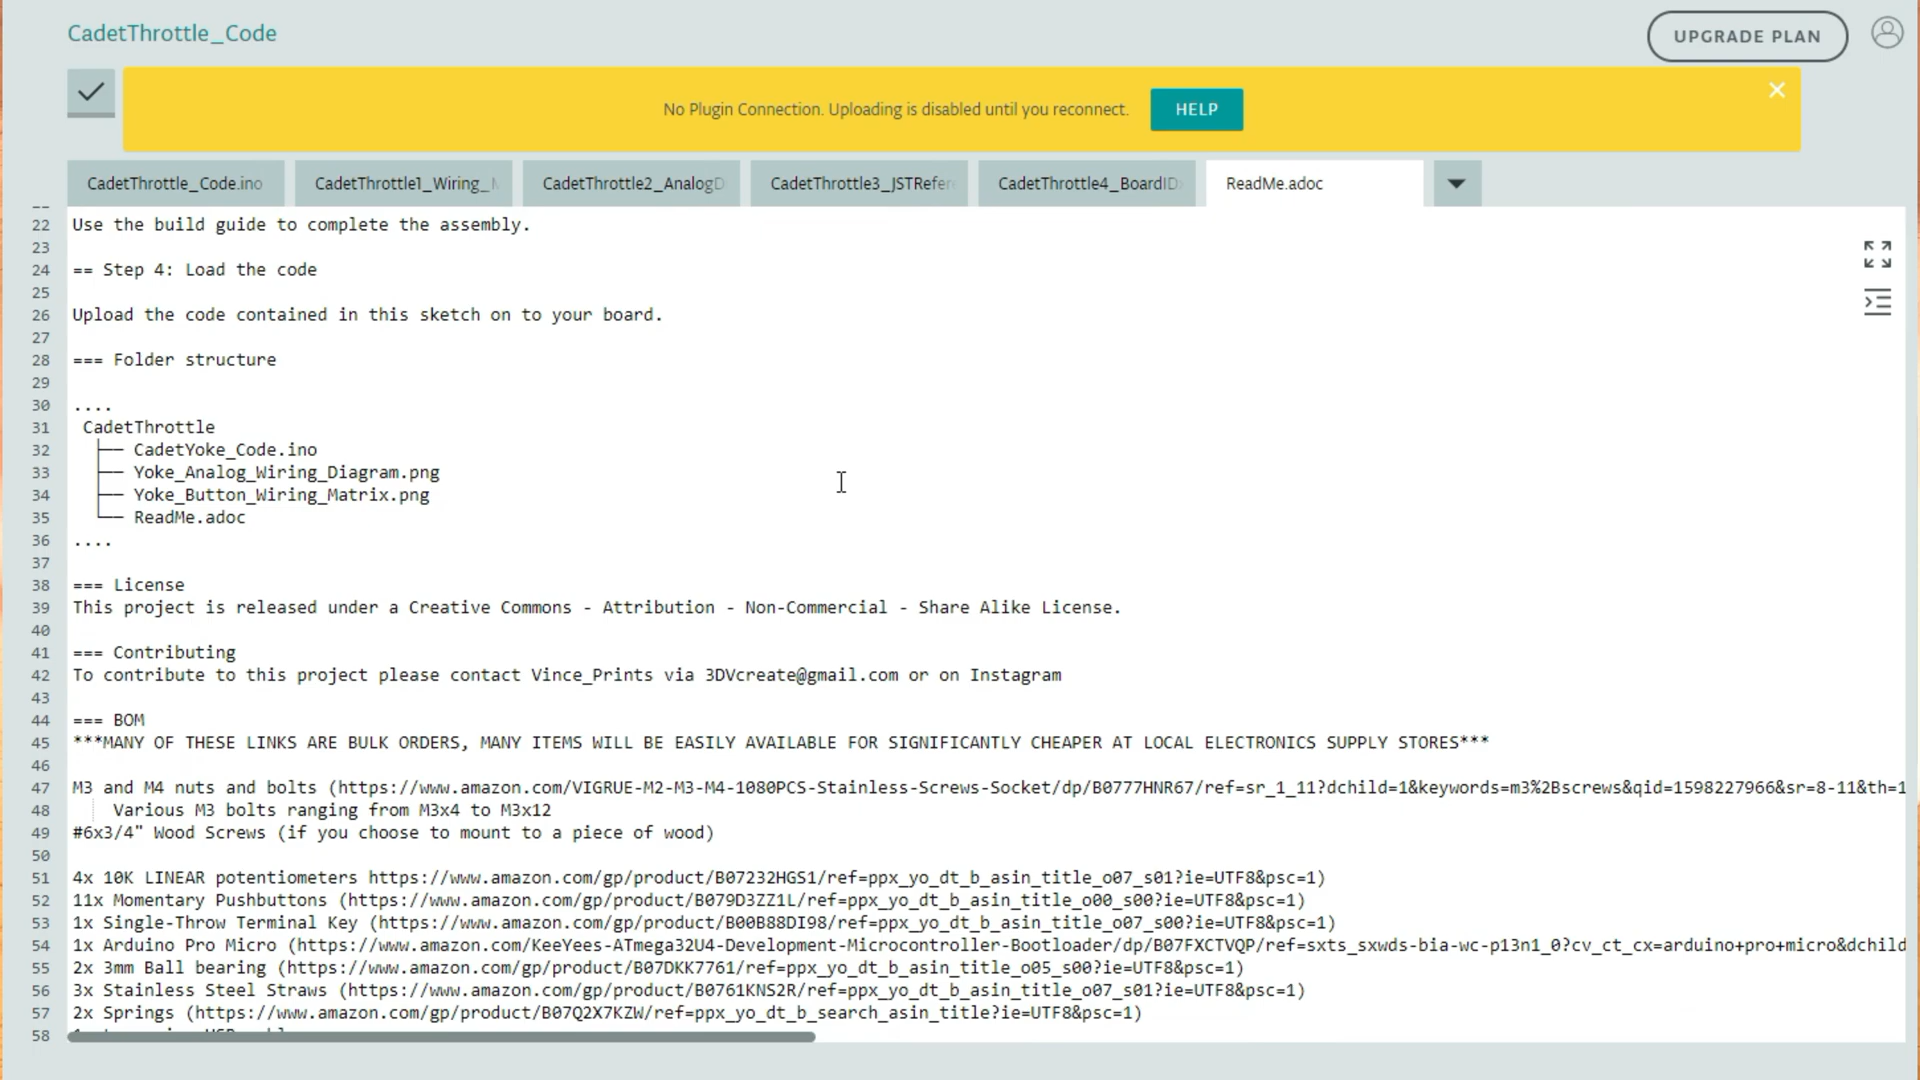 CadetThrottle_Code
UPGRADE PLAN
No Plugin Connection. Uploading is disabled until you reconnect.
HELP
CadetThrottle_Code.ino
CadetThrottle1_Wiring_
CadetThrottle2_AnalogD
CadetThrottle3_JSTRefer
CadetThrottle4_BoardID
ReadMe.adoc
22 Use the build guide to complete the assembly.
23
24 == Step 4: Load the code
25
26 Upload the code contained in this sketch on to your board.
27
28 === Folder structure
29
30 ....
31 CadetThrottle
32 ├── CadetYoke_Code.ino
33 ├── Yoke_Analog_Wiring_Diagram.png
34 ├── Yoke_Button_Wiring_Matrix.png
35 └── ReadMe.adoc
36 ....
37
38 === License
39 This project is released under a Creative Commons - Attribution - Non-Commercial - Share Alike License.
40
41 === Contributing
42 To contribute to this project please contact Vince_Prints via 3DVcreate@gmail.com or on Instagram
43
44 === BOM
45 ***MANY OF THESE LINKS ARE BULK ORDERS, MANY ITEMS WILL BE EASILY AVAILABLE FOR SIGNIFICANTLY CHEAPER AT LOCAL ELECTRONICS SUPPLY STORES***
46
47 M3 and M4 nuts and bolts (https://www.amazon.com/VIGRUE-M2-M3-M4-1080PCS-Stainless-Screws-Socket/dp/B0777HNR67/ref=sr_1_11?dchild=1&keywords=m3%2Bscrews&qid=1598227966&sr=8-11&th=1
48 Various M3 bolts ranging from M3x4 to M3x12
49 #6x3/4" Wood Screws (if you choose to mount to a piece of wood)
50
51 4x 10K LINEAR potentiometers https://www.amazon.com/gp/product/B07232HGS1/ref=ppx_yo_dt_b_asin_title_o07_s01?ie=UTF8&psc=1)
52 11x Momentary Pushbuttons (https://www.amazon.com/gp/product/B079D3ZZ1L/ref=ppx_yo_dt_b_asin_title_o00_s00?ie=UTF8&psc=1)
53 1x Single-Throw Terminal Key (https://www.amazon.com/gp/product/B00B88DI98/ref=ppx_yo_dt_b_asin_title_o07_s00?ie=UTF8&psc=1)
54 1x Arduino Pro Micro (https://www.amazon.com/KeeYees-ATmega32U4-Development-Microcontroller-Bootloader/dp/B07FXCTVQP/ref=sxts_sxwds-bia-wc-p13n1_0?cv_ct_cx=arduino+pro+micro&dchild
55 2x 3mm Ball bearing (https://www.amazon.com/gp/product/B07DKK7761/ref=ppx_yo_dt_b_asin_title_o05_s00?ie=UTF8&psc=1)
56 3x Stainless Steel Straws (https://www.amazon.com/gp/product/B0761KNS2R/ref=ppx_yo_dt_b_asin_title_o07_s01?ie=UTF8&psc=1)
57 2x Springs (https://www.amazon.com/gp/product/B07Q2X7KZW/ref=ppx_yo_dt_b_search_asin_title?ie=UTF8&psc=1)
58